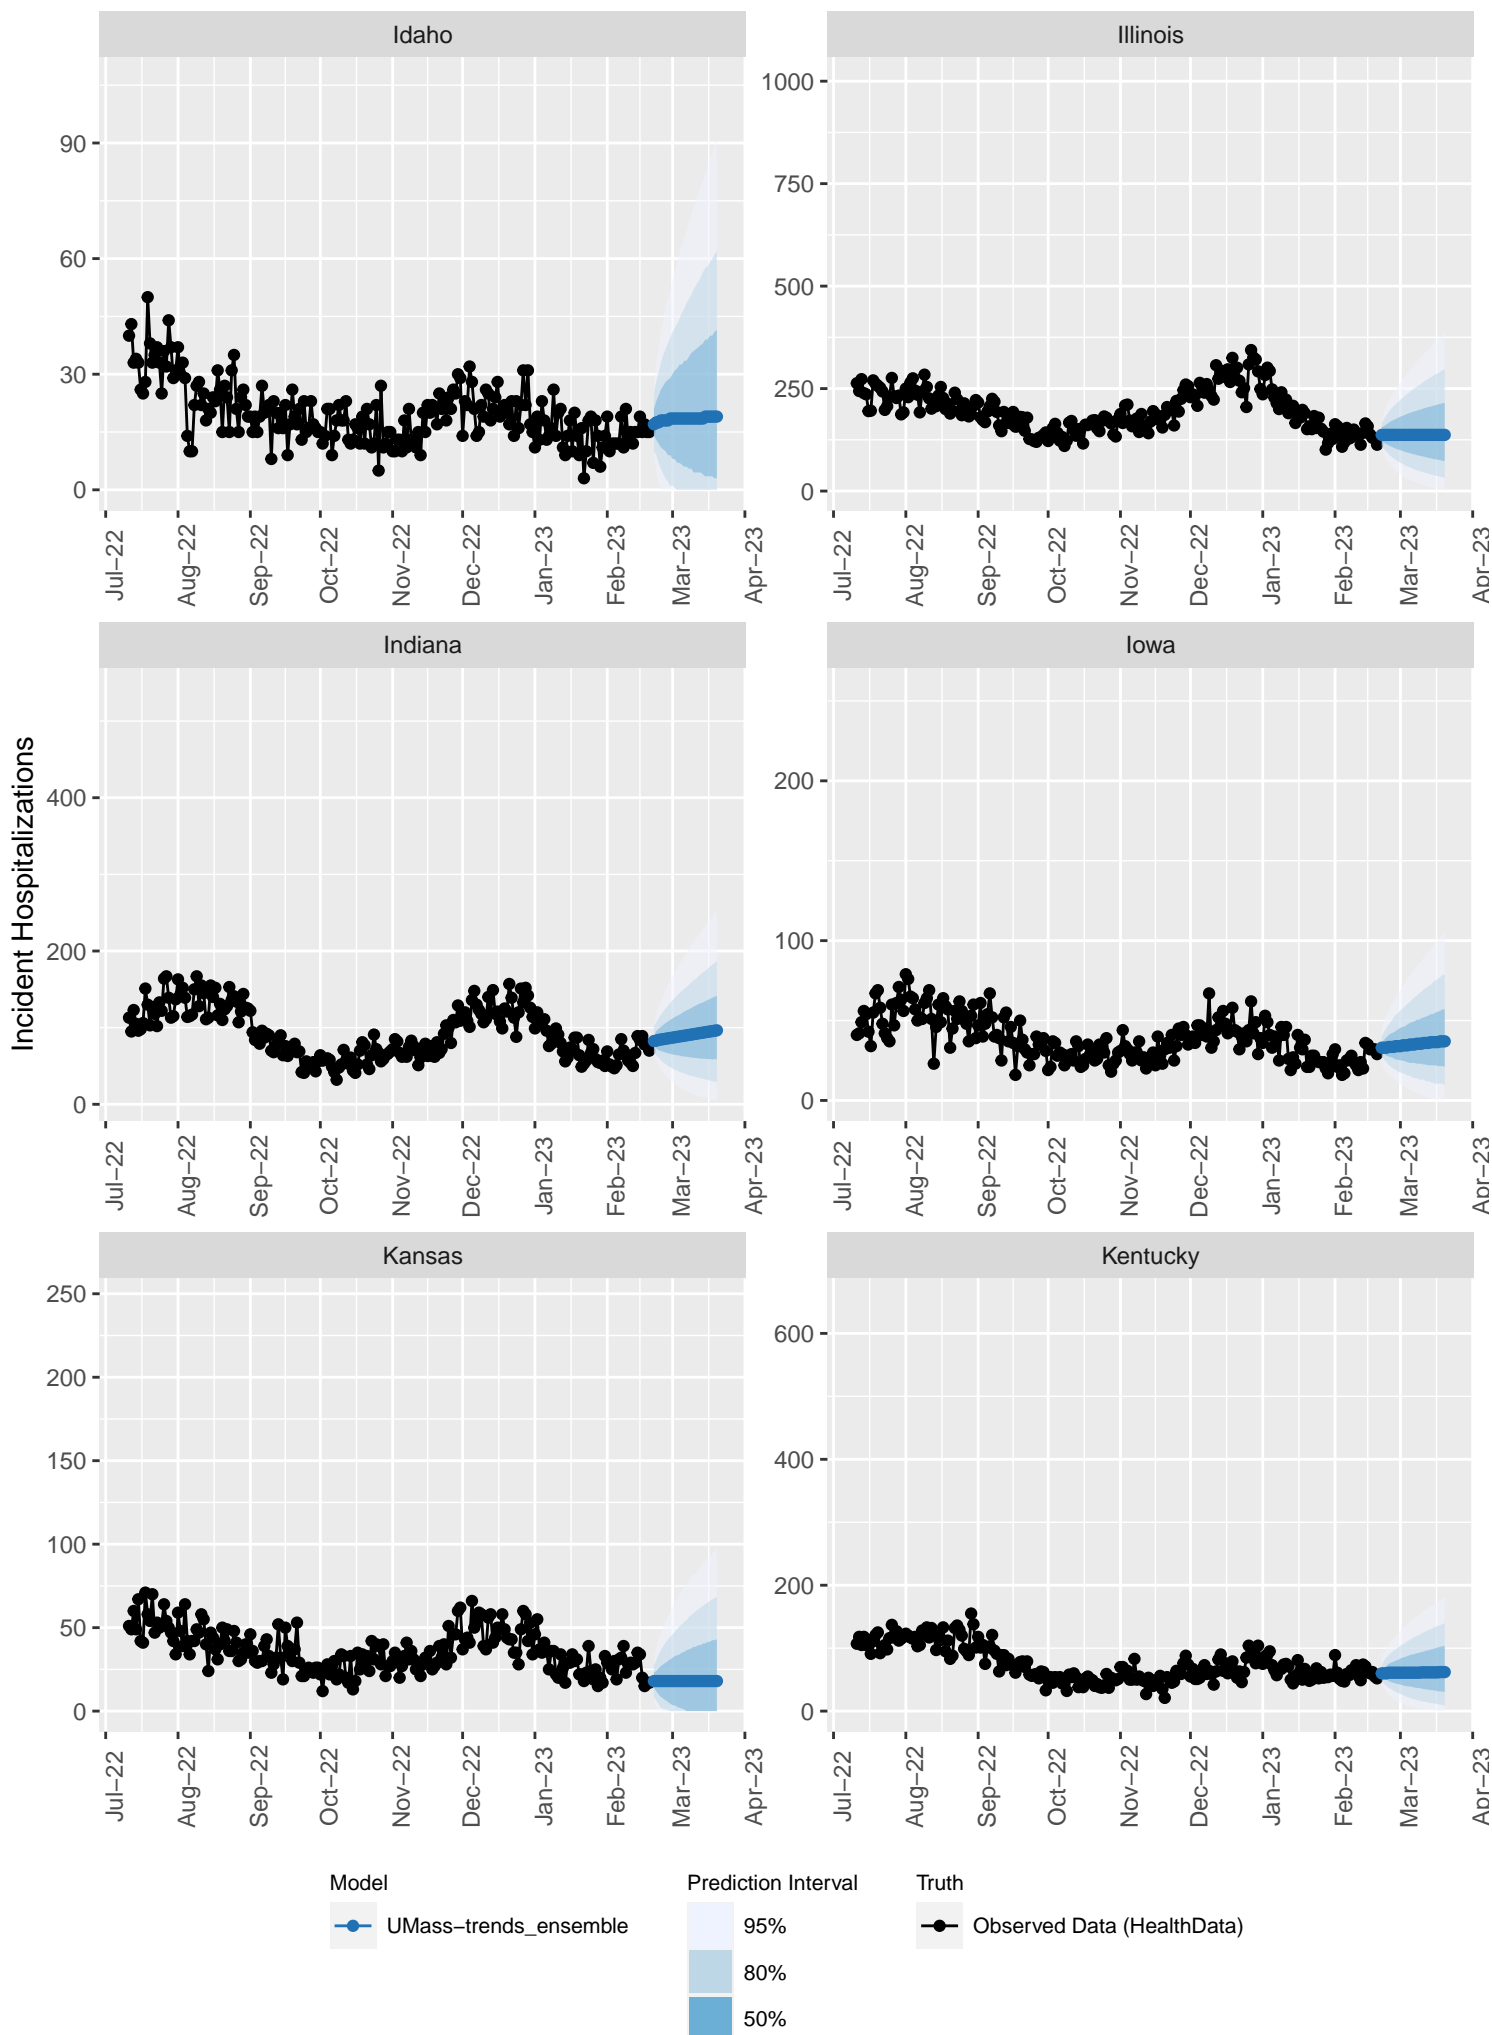 Idaho
Illinois
90
60
30
0
1000
750
500
250
0
Jul−22
Aug−22
Sep−22
Oct−22
Nov−22
Dec−22
Jan−23
Feb−23
Mar−23
Apr−23
Jul−22
Aug−22
Sep−22
Oct−22
Nov−22
Dec−22
Jan−23
Feb−23
Mar−23
Apr−23
Incident Hospitalizations
Indiana
Iowa
400
200
0
200
100
0
Jul−22
Aug−22
Sep−22
Oct−22
Nov−22
Dec−22
Jan−23
Feb−23
Mar−23
Apr−23
Jul−22
Aug−22
Sep−22
Oct−22
Nov−22
Dec−22
Jan−23
Feb−23
Mar−23
Apr−23
Kansas
Kentucky
250
200
150
100
50
0
600
400
200
0
Jul−22
Aug−22
Sep−22
Oct−22
Nov−22
Dec−22
Jan−23
Feb−23
Mar−23
Apr−23
Jul−22
Aug−22
Sep−22
Oct−22
Nov−22
Dec−22
Jan−23
Feb−23
Mar−23
Apr−23
Model
UMass−trends_ensemble
Prediction Interval
95%
80%
50%
Truth
Observed Data (HealthData)